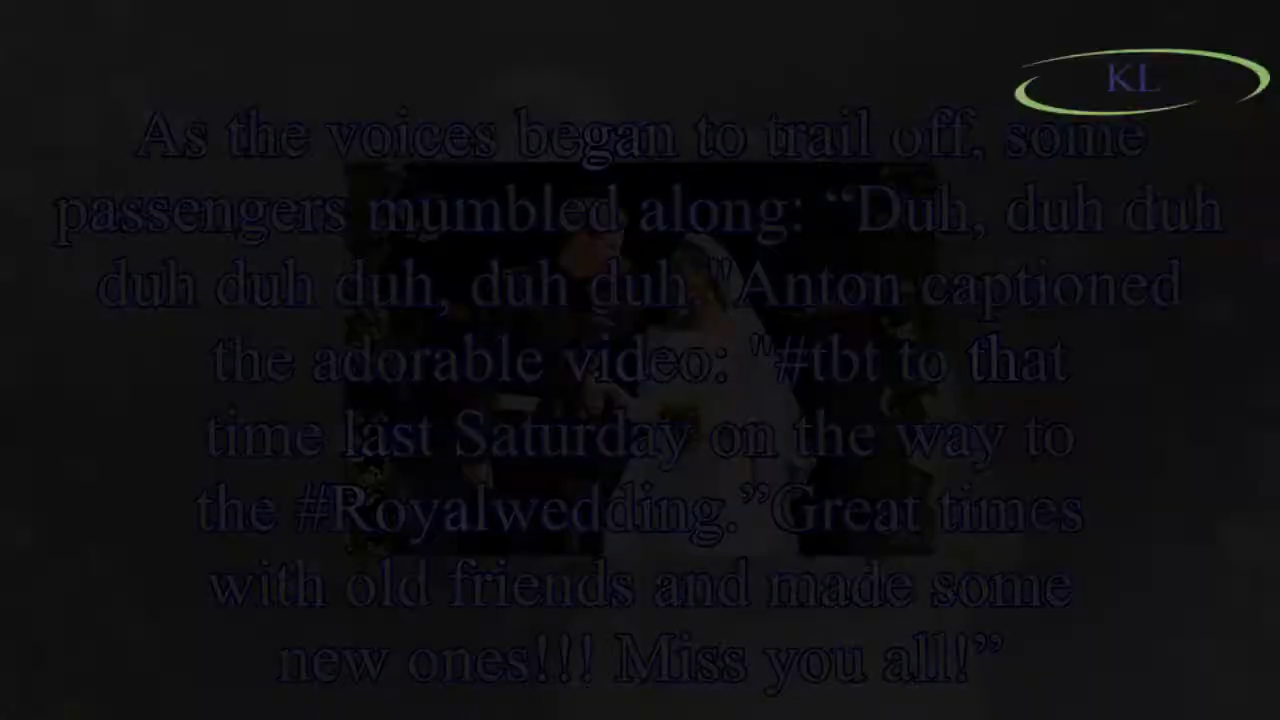 KL
As the voices began to trail off, some
passengers mumbled along: “Duh, duh duh
duh duh duh, duh duh."Anton captioned
the adorable video: "#tbt to that
time last Saturday on the way to
the #Royalwedding.”Great times
with old friends and made some
new ones!!! Miss you all!”